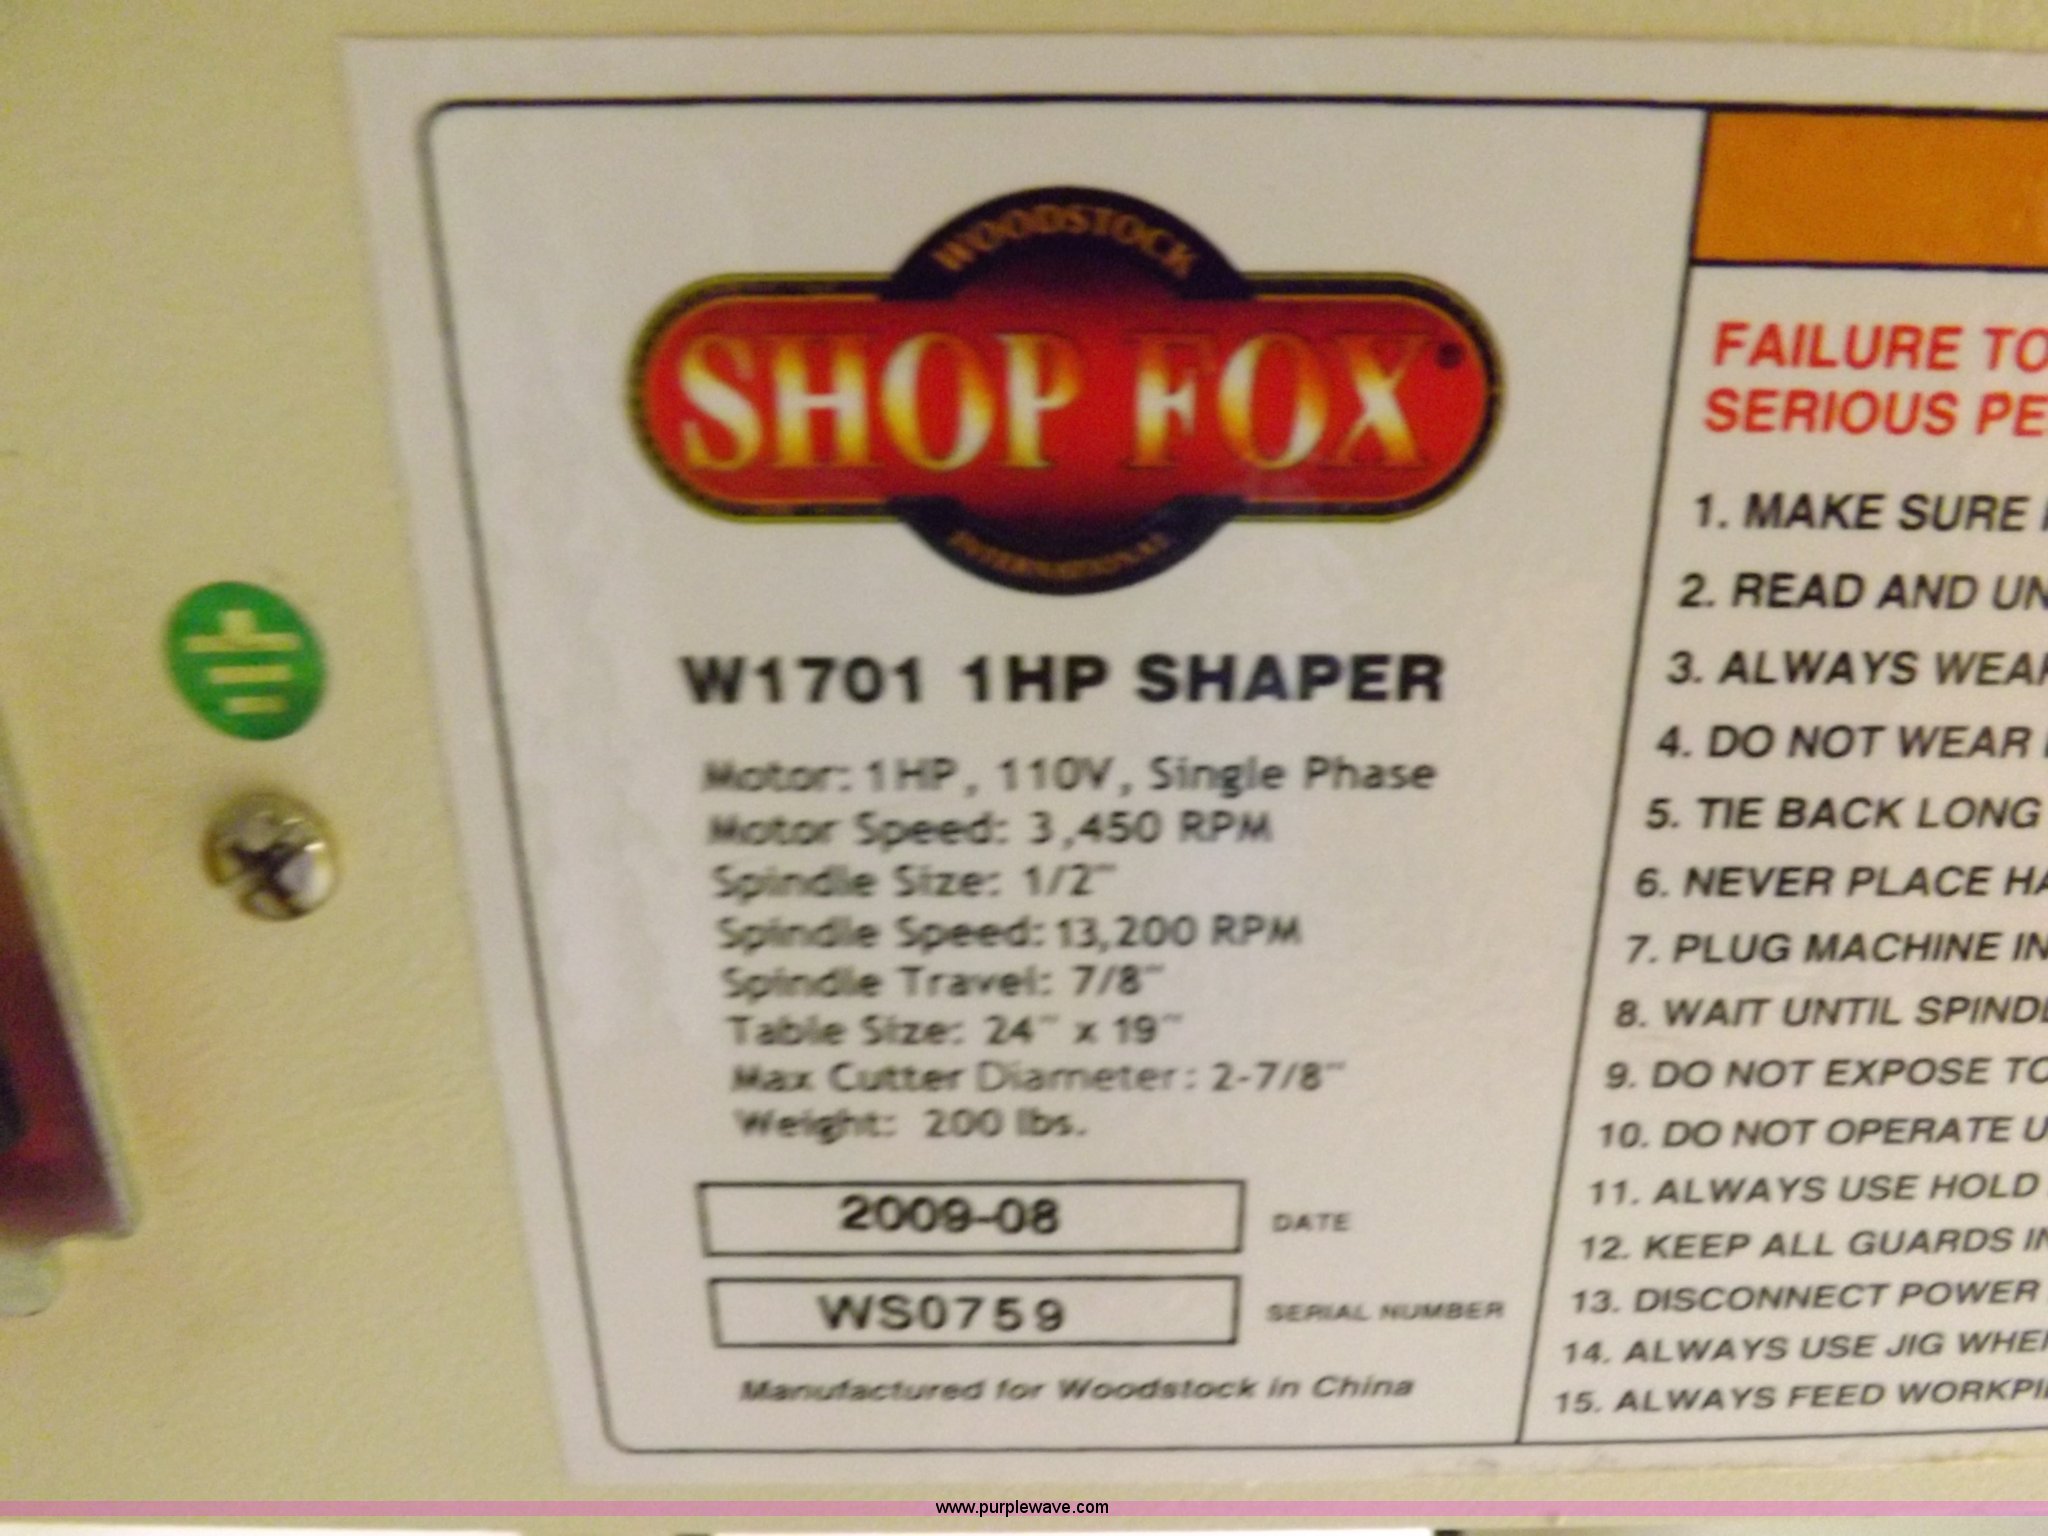 WOODSTOCK
SHOP FOX®
INTERNATIONAL
W1701 1HP SHAPER
Motor: 1HP, 110V, Single Phase
Motor Speed: 3,450 RPM
Spindle Size: 1/2"
Spindle Speed: 13,200 RPM
Spindle Travel: 7/8"
Table Size: 24" x 19"
Max Cutter Diameter: 2-7/8"
Weight: 200 lbs.
2009-08 DATE
WS0759 SERIAL NUMBER
Manufactured for Woodstock in China
FAILURE TO
SERIOUS PE
1. MAKE SURE
2. READ AND UN
3. ALWAYS WEAR
4. DO NOT WEAR
5. TIE BACK LONG
6. NEVER PLACE HA
7. PLUG MACHINE IN
8. WAIT UNTIL SPINDL
9. DO NOT EXPOSE TO
10. DO NOT OPERATE U
11. ALWAYS USE HOLD
12. KEEP ALL GUARDS IN
13. DISCONNECT POWER
14. ALWAYS USE JIG WHEN
15. ALWAYS FEED WORKPIE
www.purplewave.com